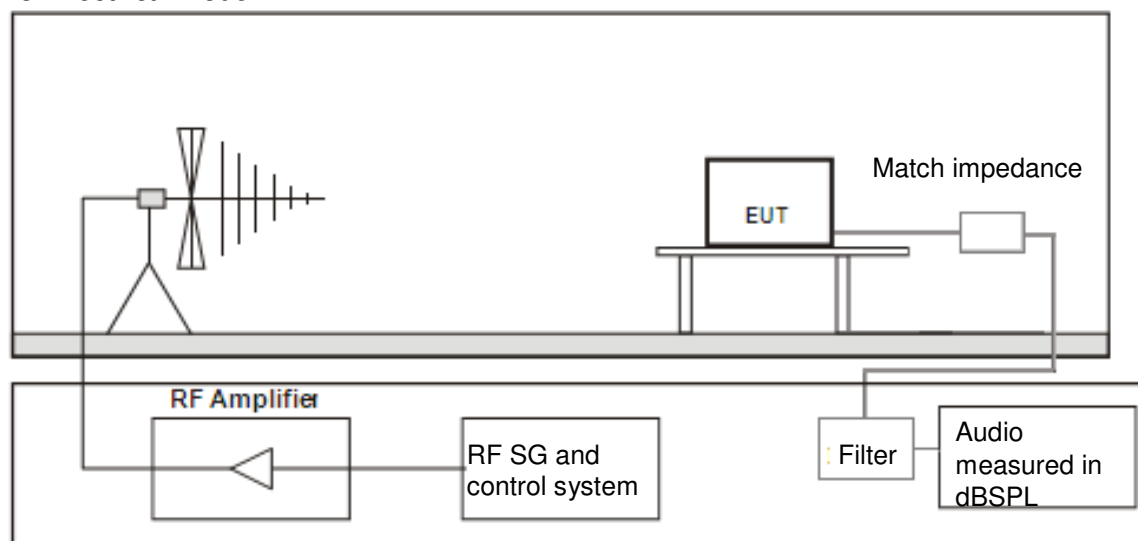 EUT
Match impedance
RF Amplifier
RF SG and
control system
Filter
Audio
measured in
dBSPL